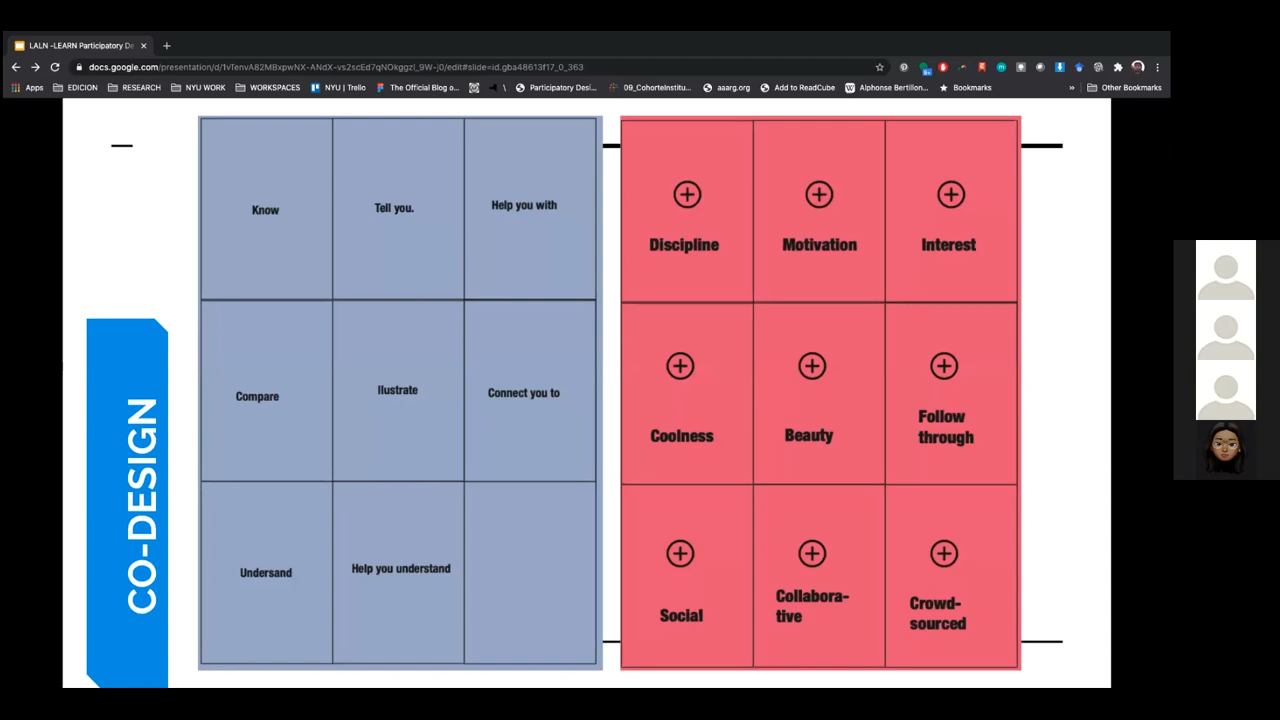 LALN -LEARN Participatory De
docs.google.com/presentation/d/1vTenvA82MBxpwNX-ANdX-vs2scEd7qNOkggzl_9W-j0/edit#slide=id.gba48613f17_0_363
Apps EDICION RESEARCH NYU WORK WORKSPACES NYU | Trello The Official Blog o... \ Participatory Desi... 09_CohorteInstitu... aaarg.org Add to ReadCube Alphonse Bertillon... Bookmarks » Other Bookmarks
CO-DESIGN
Know
Tell you.
Help you with
Compare
Ilustrate
Connect you to
Undersand
Help you understand
Discipline
Motivation
Interest
Coolness
Beauty
Follow
through
Social
Collabora-
tive
Crowd-
sourced